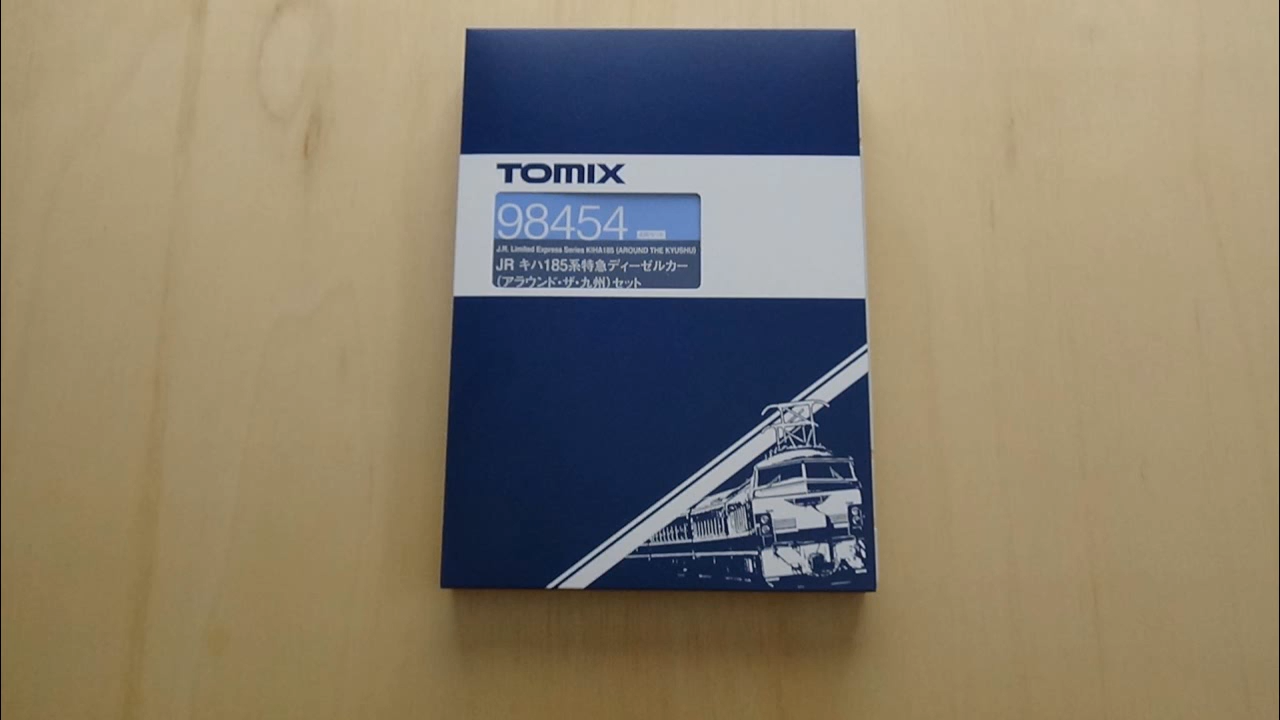 TOMIX
98454
J.R. Limited Express Series KIHA185 (AROUND THE KYUSHU)
JR キハ185系特急ディーゼルカー
(アラウンド・ザ・九州)セット